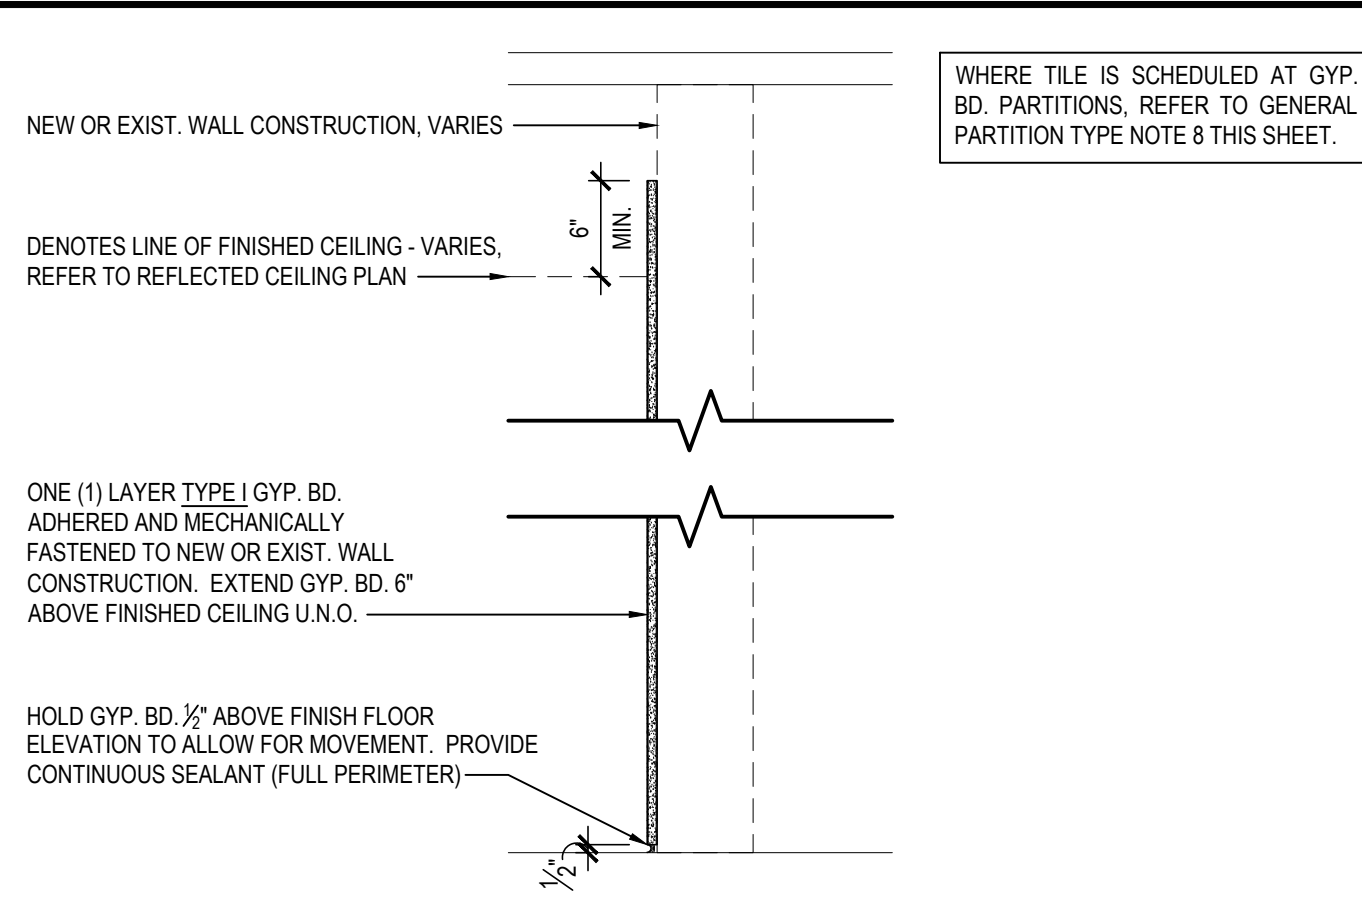 WHERE TILE IS SCHEDULED AT GYP.
BD. PARTITIONS, REFER TO GENERAL
PARTITION TYPE NOTE 8 THIS SHEET.
NEW OR EXIST. WALL CONSTRUCTION, VARIES
6"
MIN.
DENOTES LINE OF FINISHED CEILING - VARIES,
REFER TO REFLECTED CEILING PLAN
ONE (1) LAYER TYPE I GYP. BD.
ADHERED AND MECHANICALLY
FASTENED TO NEW OR EXIST. WALL
CONSTRUCTION. EXTEND GYP. BD. 6"
ABOVE FINISHED CEILING U.N.O.
HOLD GYP. BD. ½" ABOVE FINISH FLOOR
ELEVATION TO ALLOW FOR MOVEMENT. PROVIDE
CONTINUOUS SEALANT (FULL PERIMETER)
½"